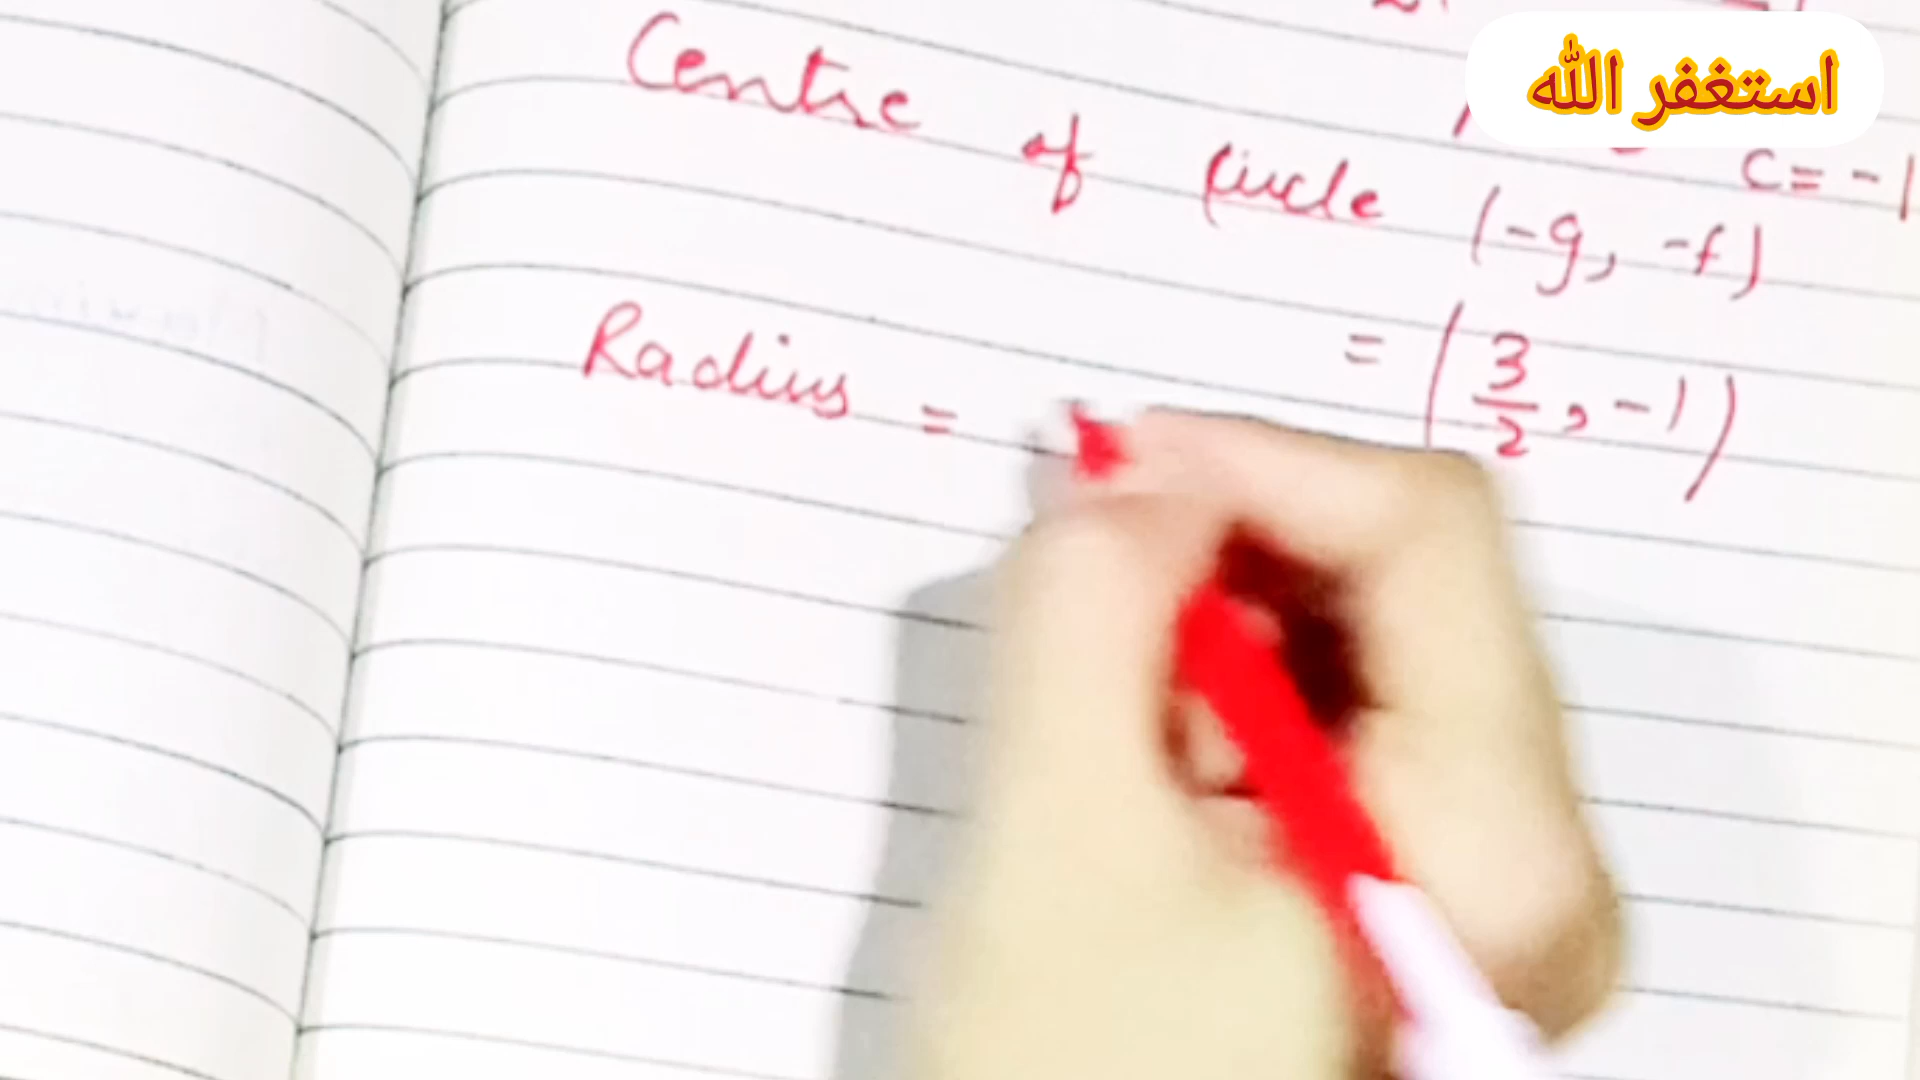 استغفر الله
c = -1
Centre of circle (-g, -f)
= (3/2, -1)
Radius =